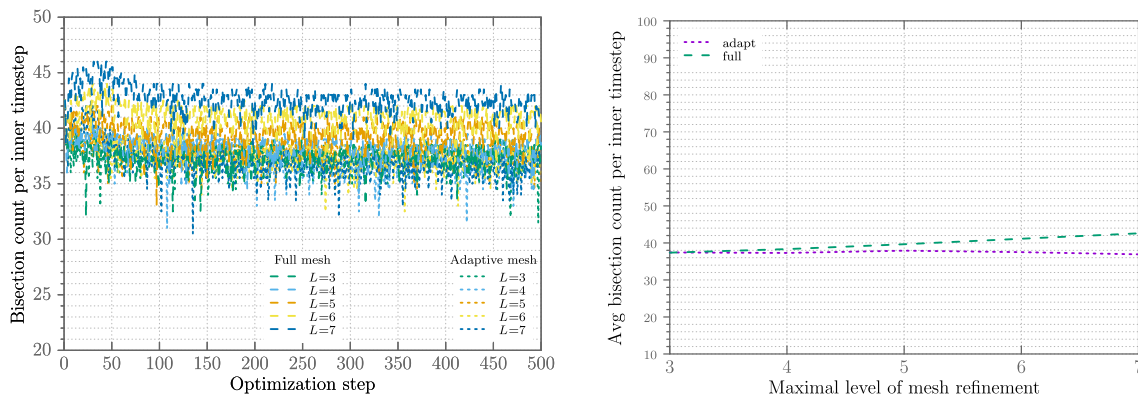 Bisection count per inner timestep
50
45
40
35
30
25
20
0 50 100 150 200 250 300 350 400 450 500
Optimization step
Full mesh
L=3
L=4
L=5
L=6
L=7
Adaptive mesh
L=3
L=4
L=5
L=6
L=7
Avg bisection count per inner timestep
100
90
80
70
60
50
40
30
20
10
3 4 5 6 7
Maximal level of mesh refinement
adapt
full